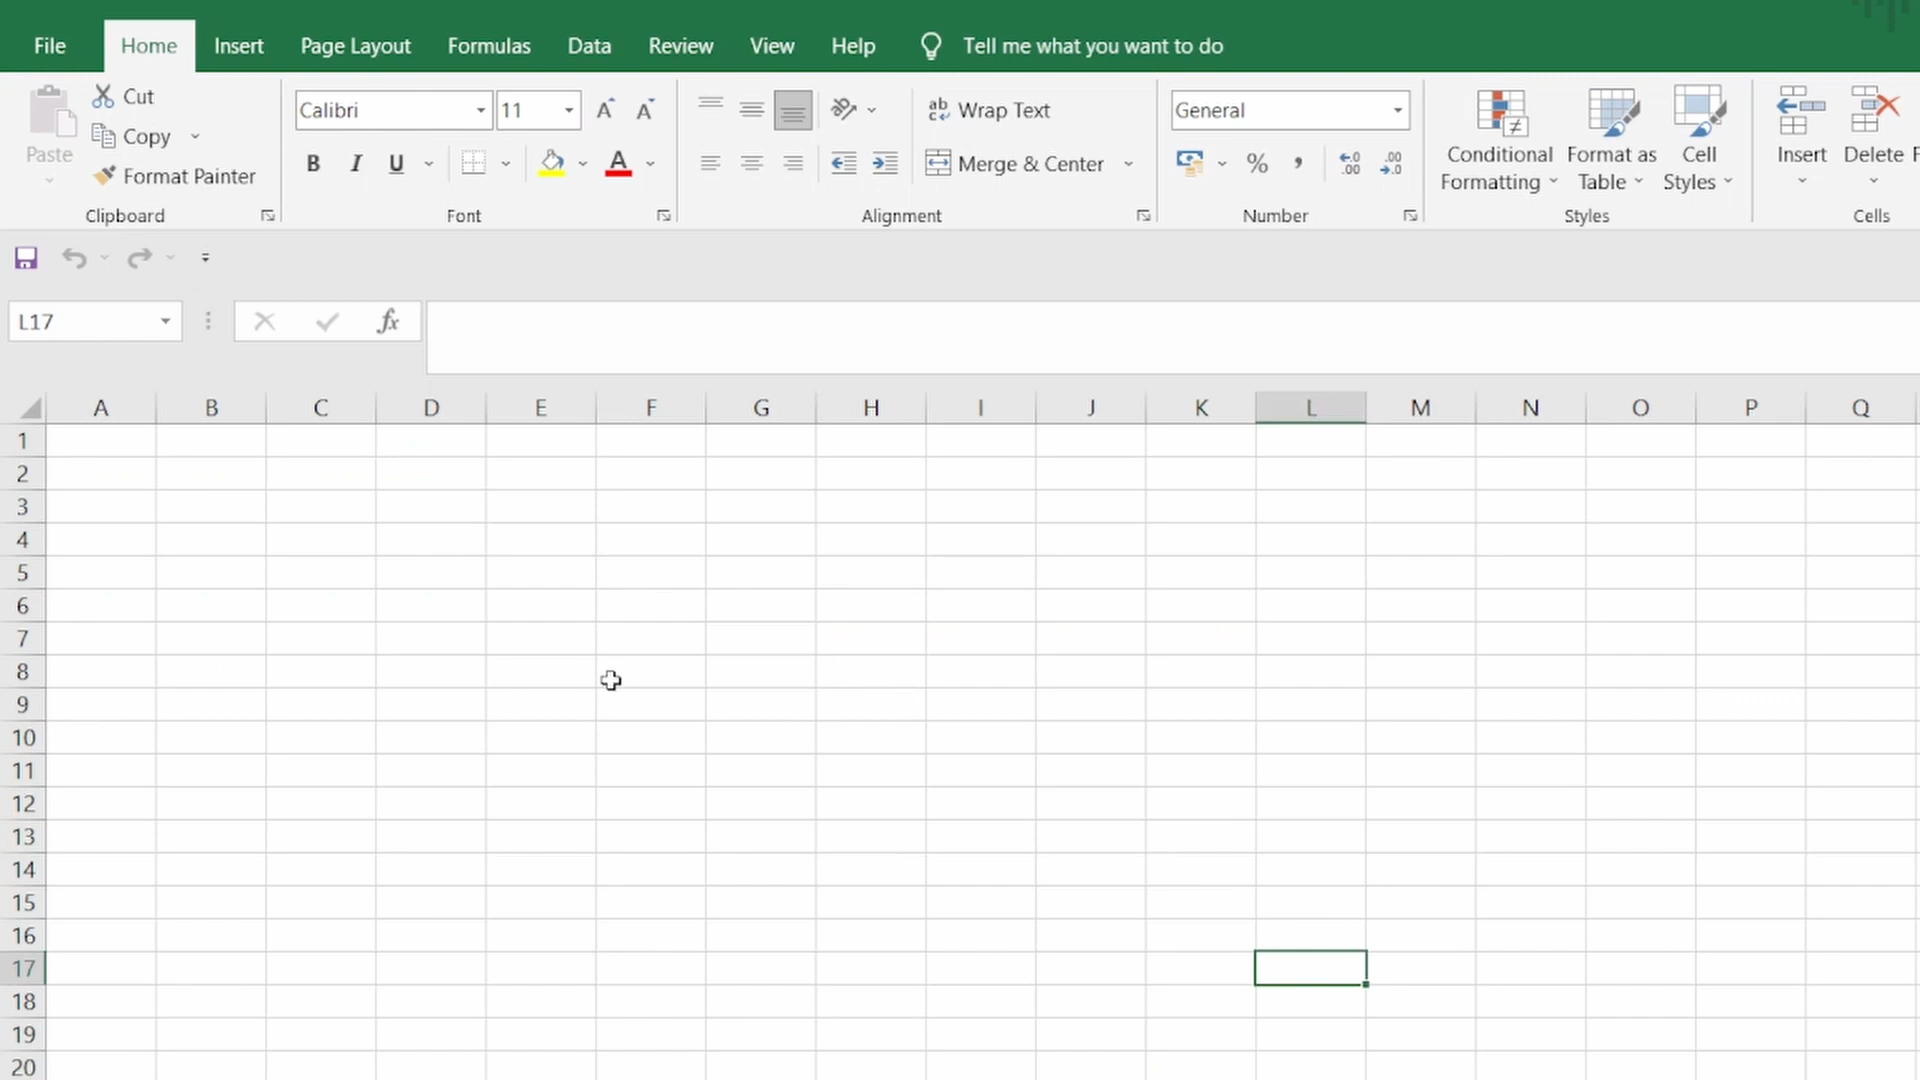 File Home Insert Page Layout Formulas Data Review View Help Tell me what you want to do
Paste
Cut
Copy
Format Painter
Clipboard
Calibri 11
B I U A
Font
Wrap Text
Merge & Center
Alignment
General
% ,
Number
Conditional Formatting
Format as Table
Cell Styles
Styles
Insert
Delete
F
Cells
L17
fx
A B C D E F G H I J K L M N O P Q
1
2
3
4
5
6
7
8
9
10
11
12
13
14
15
16
17
18
19
20